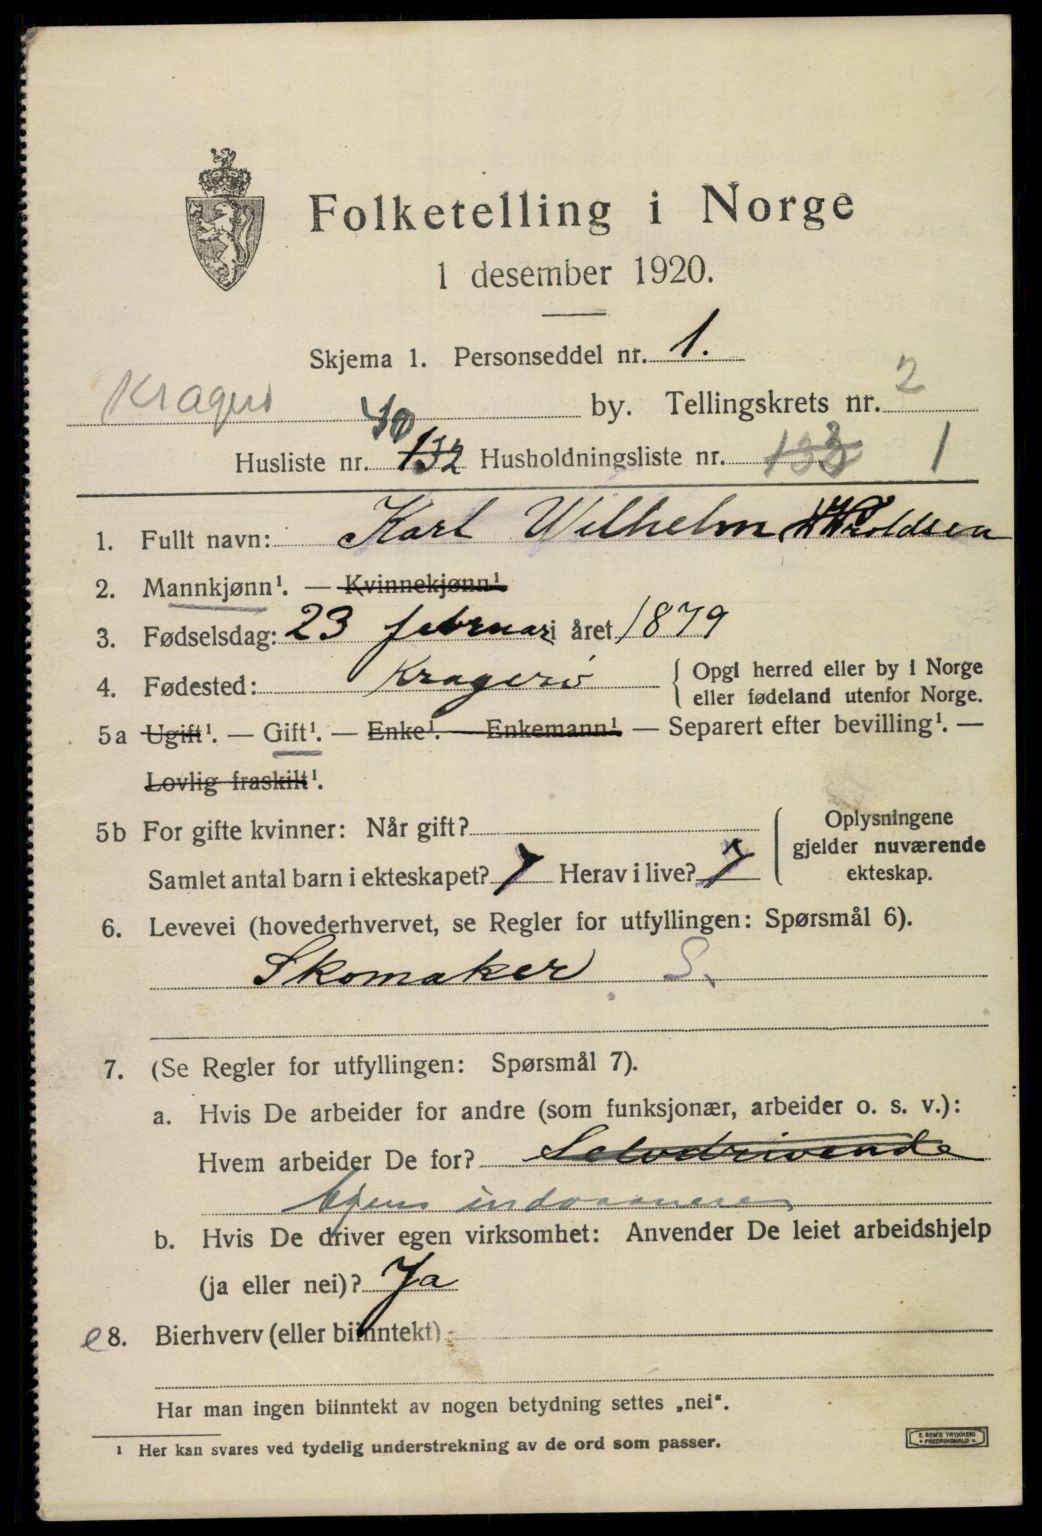 Folketelling i Norge
1 desember 1920.
Skjema 1. Personseddel nr. 1.
Kragerø 40 by. Tellingskrets nr. 2
Husliste nr. 132 Husholdningsliste nr. 133 1
1. Fullt navn: Karl Wilhelm
2. Mannkjønn¹. — Kvinnekjønn¹.
3. Fødselsdag: 23 februari året 1879
4. Fødested: Kragerø { Opgi herred eller by i Norge
eller fødeland utenfor Norge.
5a Ugift¹. — Gift¹. — Enke¹. — Enkemann¹ — Separert efter bevilling¹. —
Lovlig fraskilt¹.
5b For gifte kvinner: Når gift? { Oplysningene
gjelder nuværende
Samlet antal barn i ekteskapet? 7 Herav i live? 7 ekteskap.
6. Levevei (hovederhvervet, se Regler for utfyllingen: Spørsmål 6).
Skomaker S.
7. (Se Regler for utfyllingen: Spørsmål 7).
a. Hvis De arbeider for andre (som funksjonær, arbeider o. s. v.):
Hvem arbeider De for? Selvdrivende
b. Hvis De driver egen virksomhet: Anvender De leiet arbeidshjelp
(ja eller nei)? Ja
e 8. Bierhverv (eller biinntekt)
Har man ingen biinntekt av nogen betydning settes „nei“.
¹ Her kan svares ved tydelig understrekning av de ord som passer.
E. SEM'S TRYKKERI
FREDRIKSHALD